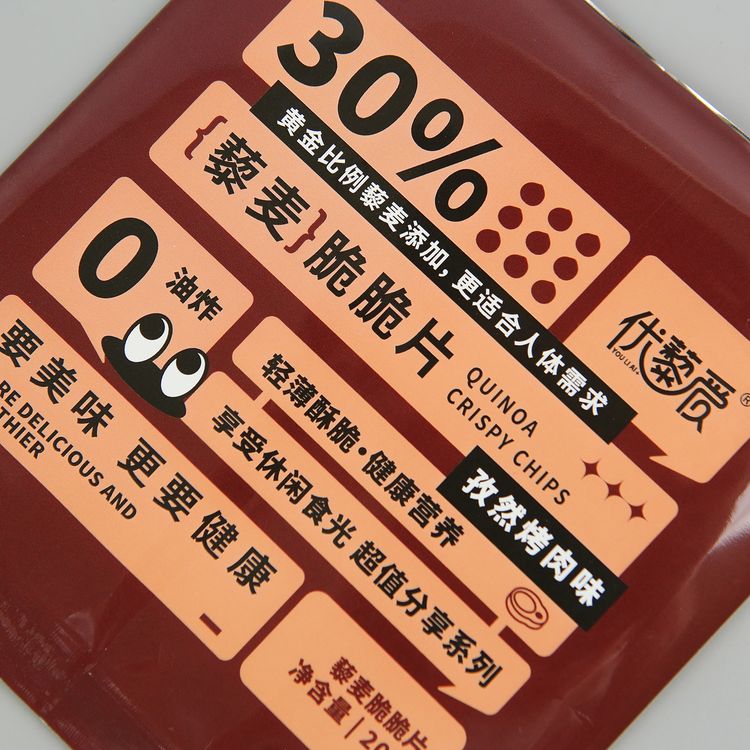 30%
黄金比例藜麦添加,更适合人体需求
{藜麦}脆脆片
QUINOA
CRISPY CHIPS
优藜爱®
YOU LI AI
0 油炸
轻薄酥脆·健康营养
孜然烤肉味
享受休闲食光 超值分享系列
要美味 更要健康
RE DELICIOUS AND
THIER
藜麦脆脆片
净含量|20